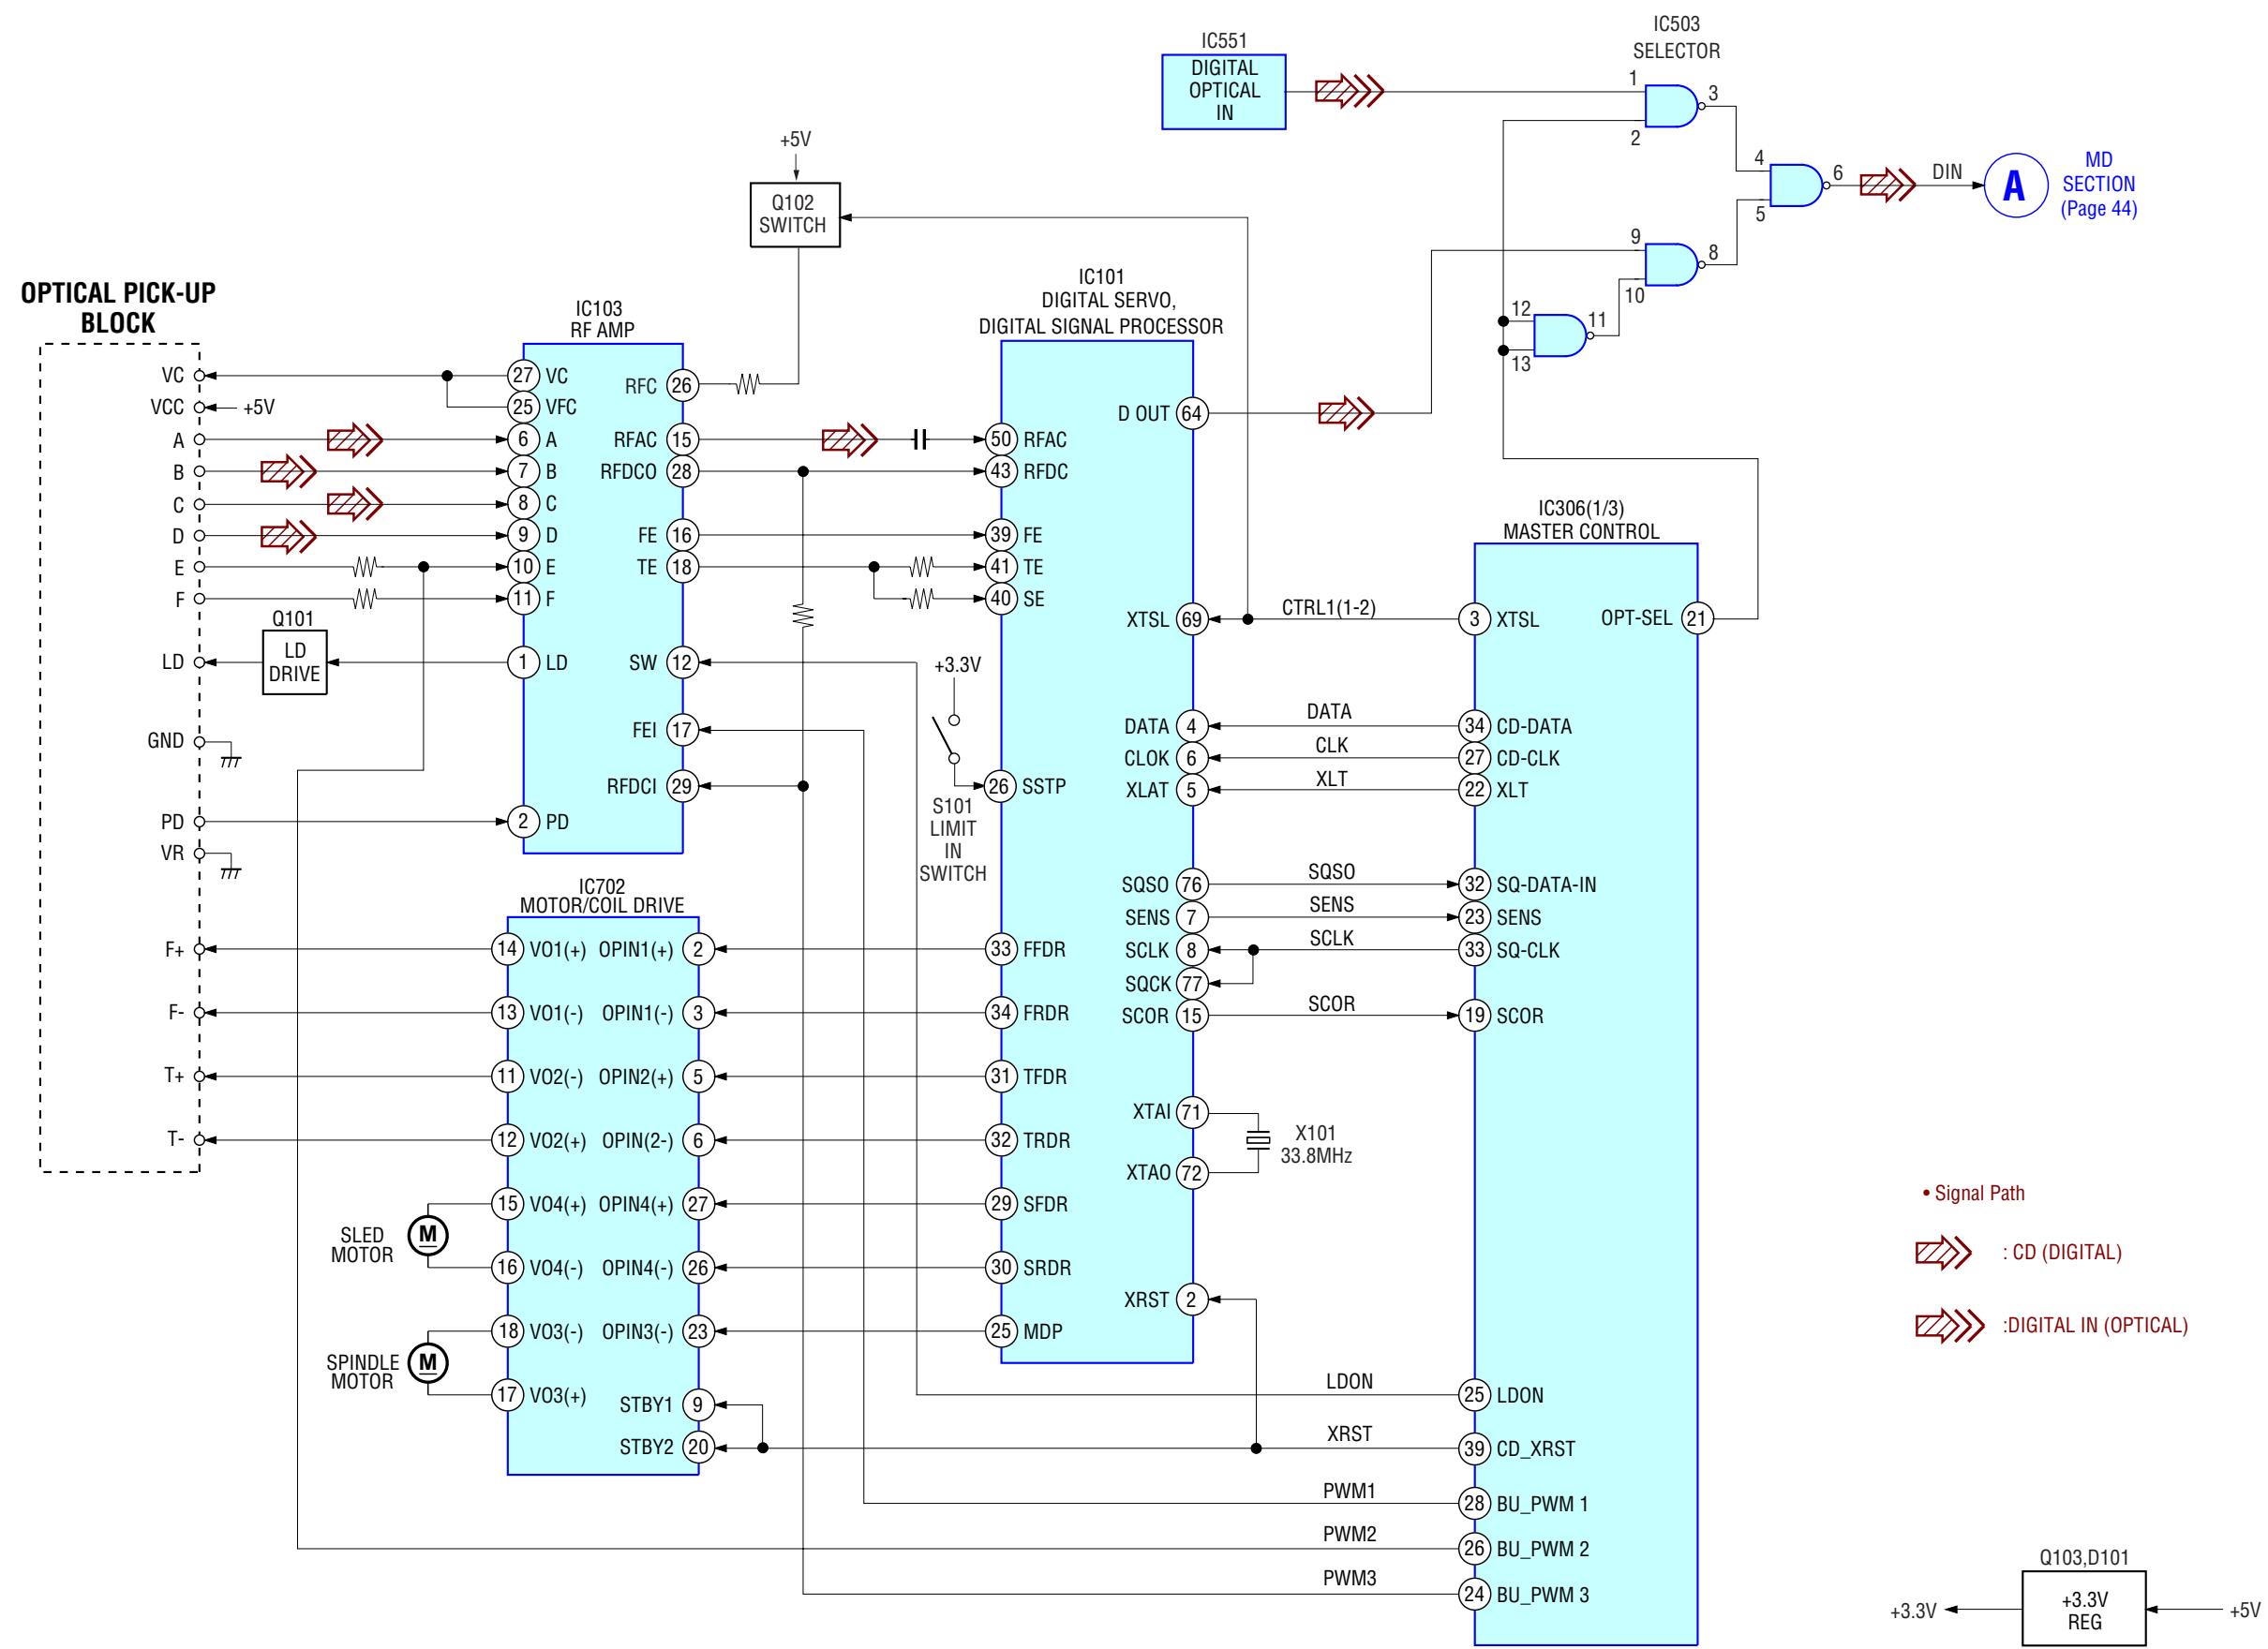 IC503
SELECTOR
IC551
DIGITAL
OPTICAL
IN
1
2
3
4
5
6
DIN
A
MD
SECTION
(Page 44)
9
10
8
12
13
11
+5V
Q102
SWITCH
OPTICAL PICK-UP
BLOCK
VC
VCC
+5V
A
B
C
D
E
F
LD
GND
PD
VR
F+
F-
T+
T-
Q101
LD
DRIVE
IC103
RF AMP
27 VC
25 VFC
6 A
7 B
8 C
9 D
10 E
11 F
1 LD
2 PD
RFC 26
RFAC 15
RFDCO 28
FE 16
TE 18
SW 12
FEI 17
RFDCI 29
IC702
MOTOR/COIL DRIVE
14 VO1(+) OPIN1(+) 2
13 VO1(-) OPIN1(-) 3
11 VO2(-) OPIN2(+) 5
12 VO2(+) OPIN(2-) 6
15 VO4(+) OPIN4(+) 27
16 VO4(-) OPIN4(-) 26
18 VO3(-) OPIN3(-) 23
17 VO3(+)
STBY1 9
STBY2 20
SLED
MOTOR
M
SPINDLE
MOTOR
M
IC101
DIGITAL SERVO,
DIGITAL SIGNAL PROCESSOR
50 RFAC
43 RFDC
39 FE
41 TE
40 SE
26 SSTP
33 FFDR
34 FRDR
31 TFDR
32 TRDR
29 SFDR
30 SRDR
25 MDP
+3.3V
S101
LIMIT
IN
SWITCH
D OUT 64
XTSL 69
DATA 4
CLOK 6
XLAT 5
SQSO 76
SENS 7
SCLK 8
SQCK 77
SCOR 15
XTAI 71
XTAO 72
XRST 2
X101
33.8MHz
CTRL1(1-2)
DATA
CLK
XLT
SQSO
SENS
SCLK
SCOR
LDON
XRST
PWM1
PWM2
PWM3
IC306(1/3)
MASTER CONTROL
3 XTSL
OPT-SEL 21
34 CD-DATA
27 CD-CLK
22 XLT
32 SQ-DATA-IN
23 SENS
33 SQ-CLK
19 SCOR
25 LDON
39 CD_XRST
28 BU_PWM 1
26 BU_PWM 2
24 BU_PWM 3
• Signal Path
: CD (DIGITAL)
:DIGITAL IN (OPTICAL)
Q103,D101
+3.3V
+3.3V
REG
+5V